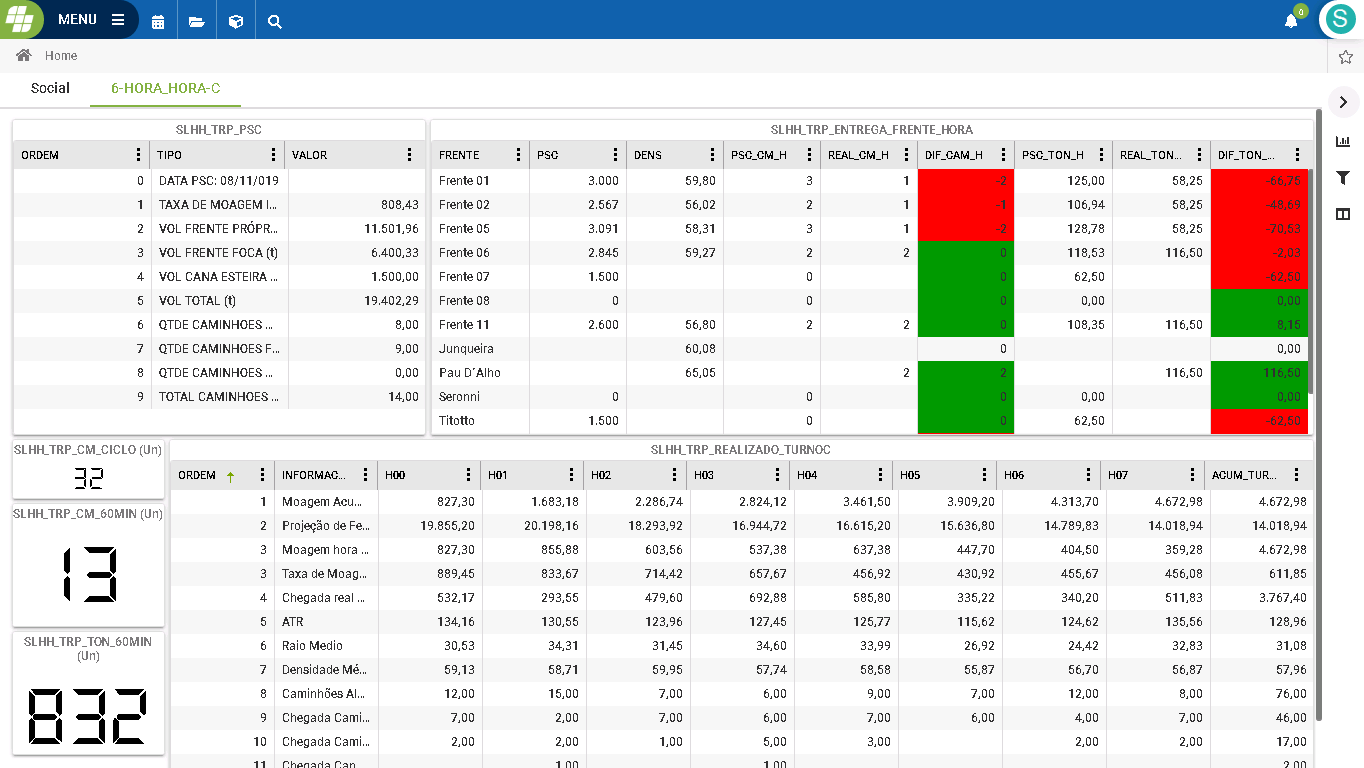 MENU
0
S
Home
Social 6-HORA_HORA-C
SLHH_TRP_PSC
ORDEM TIPO VALOR
0 DATA PSC: 08/11/019
1 TAXA DE MOAGEM I... 808,43
2 VOL FRENTE PRÓPR... 11.501,96
3 VOL FRENTE FOCA (t) 6.400,33
4 VOL CANA ESTEIRA ... 1.500,00
5 VOL TOTAL (t) 19.402,29
6 QTDE CAMINHOES ... 8,00
7 QTDE CAMINHOES F... 9,00
8 QTDE CAMINHOES ... 0,00
9 TOTAL CAMINHOES ... 14,00
SLHH_TRP_ENTREGA_FRENTE_HORA
FRENTE PSC DENS PSC_CM_H REAL_CM_H DIF_CAM_H PSC_TON_H REAL_TON... DIF_TON_...
Frente 01 3.000 59,80 3 1 -2 125,00 58,25 -66,75
Frente 02 2.567 56,02 2 1 -1 106,94 58,25 -48,69
Frente 05 3.091 58,31 3 1 -2 128,78 58,25 -70,53
Frente 06 2.845 59,27 2 2 0 118,53 116,50 -2,03
Frente 07 1.500 0 0 62,50 -62,50
Frente 08 0 0 0 0,00 0,00
Frente 11 2.600 56,80 2 2 0 108,35 116,50 8,15
Junqueira 60,08 0 0,00
Pau D´Alho 65,05 2 2 116,50 116,50
Seronni 0 0 0 0,00 0,00
Titotto 1.500 0 0 62,50 -62,50
SLHH_TRP_CM_CICLO (Un)
32
SLHH_TRP_CM_60MIN (Un)
13
SLHH_TRP_TON_60MIN
(Un)
832
SLHH_TRP_REALIZADO_TURNOC
ORDEM INFORMAC... H00 H01 H02 H03 H04 H05 H06 H07 ACUM_TUR...
1 Moagem Acu... 827,30 1.683,18 2.286,74 2.824,12 3.461,50 3.909,20 4.313,70 4.672,98 4.672,98
2 Projeção de Fe... 19.855,20 20.198,16 18.293,92 16.944,72 16.615,20 15.636,80 14.789,83 14.018,94 14.018,94
3 Moagem hora ... 827,30 855,88 603,56 537,38 637,38 447,70 404,50 359,28 4.672,98
3 Taxa de Moag... 889,45 833,67 714,42 657,67 456,92 430,92 455,67 456,08 611,85
4 Chegada real ... 532,17 293,55 479,60 692,88 585,80 335,22 340,20 511,83 3.767,40
5 ATR 134,16 130,55 123,96 127,45 125,77 115,62 124,62 135,56 128,96
6 Raio Medio 30,53 34,31 31,45 34,60 33,99 26,92 24,42 32,83 31,08
7 Densidade Mé... 59,13 58,71 59,95 57,74 58,58 55,87 56,70 56,87 57,96
8 Caminhões Al... 12,00 15,00 7,00 6,00 9,00 7,00 12,00 8,00 76,00
9 Chegada Cami... 7,00 2,00 7,00 6,00 7,00 6,00 4,00 7,00 46,00
10 Chegada Cami... 2,00 2,00 1,00 5,00 3,00 2,00 2,00 17,00
11 Chegada Can... 1,00 1,00 2,00